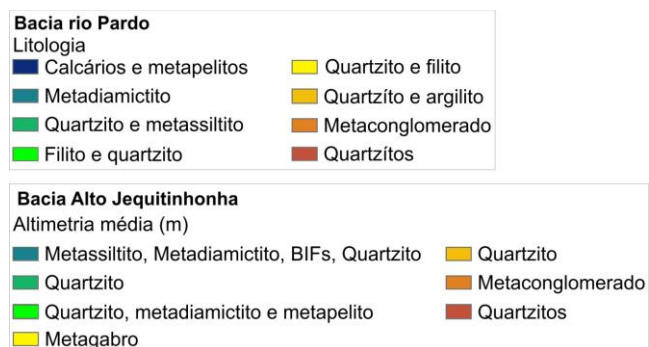 Bacia rio Pardo
Litologia
Calcários e metapelitos
Quartzito e filito
Metadiamictito
Quartzíto e argilito
Quartzito e metassiltito
Metaconglomerado
Filito e quartzito
Quartzítos
Bacia Alto Jequitinhonha
Altimetria média (m)
Metassiltito, Metadiamictito, BIFs, Quartzito
Quartzito
Quartzito
Metaconglomerado
Quartzito, metadiamictito e metapelito
Quartzitos
Metagabro